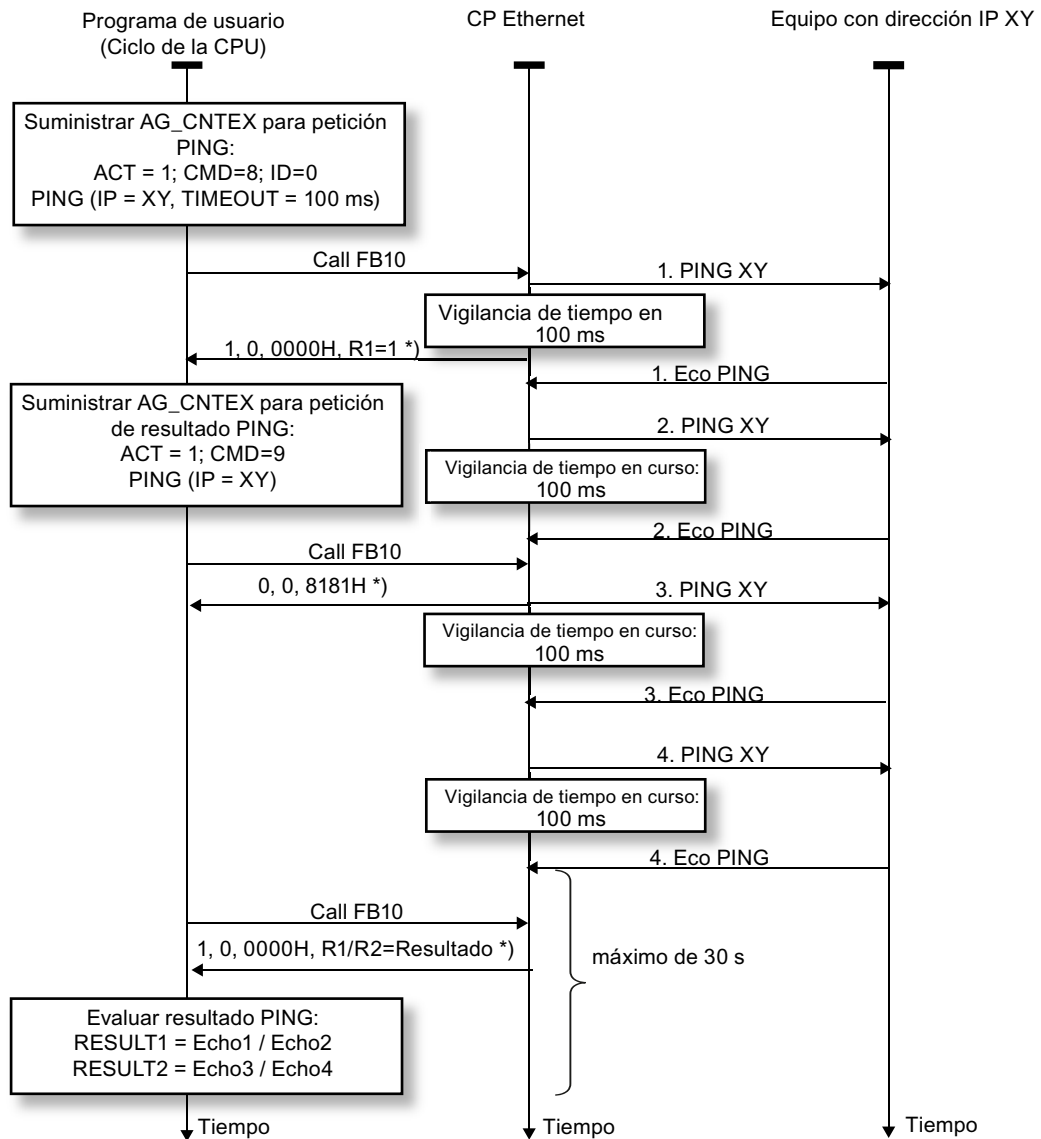 Programa de usuario
(Ciclo de la CPU)
CP Ethernet
Equipo con dirección IP XY
Suministrar AG_CNTEX para petición
PING:
ACT = 1; CMD=8; ID=0
PING (IP = XY, TIMEOUT = 100 ms)
Call FB10
1. PING XY
Vigilancia de tiempo en
100 ms
1, 0, 0000H, R1=1 *)
1. Eco PING
Suministrar AG_CNTEX para petición
de resultado PING:
ACT = 1; CMD=9
PING (IP = XY)
2. PING XY
Vigilancia de tiempo en curso:
100 ms
2. Eco PING
Call FB10
0, 0, 8181H *)
3. PING XY
Vigilancia de tiempo en curso:
100 ms
3. Eco PING
4. PING XY
Vigilancia de tiempo en curso:
100 ms
4. Eco PING
Call FB10
1, 0, 0000H, R1/R2=Resultado *)
máximo de 30 s
Evaluar resultado PING:
RESULT1 = Echo1 / Echo2
RESULT2 = Echo3 / Echo4
Tiempo
Tiempo
Tiempo